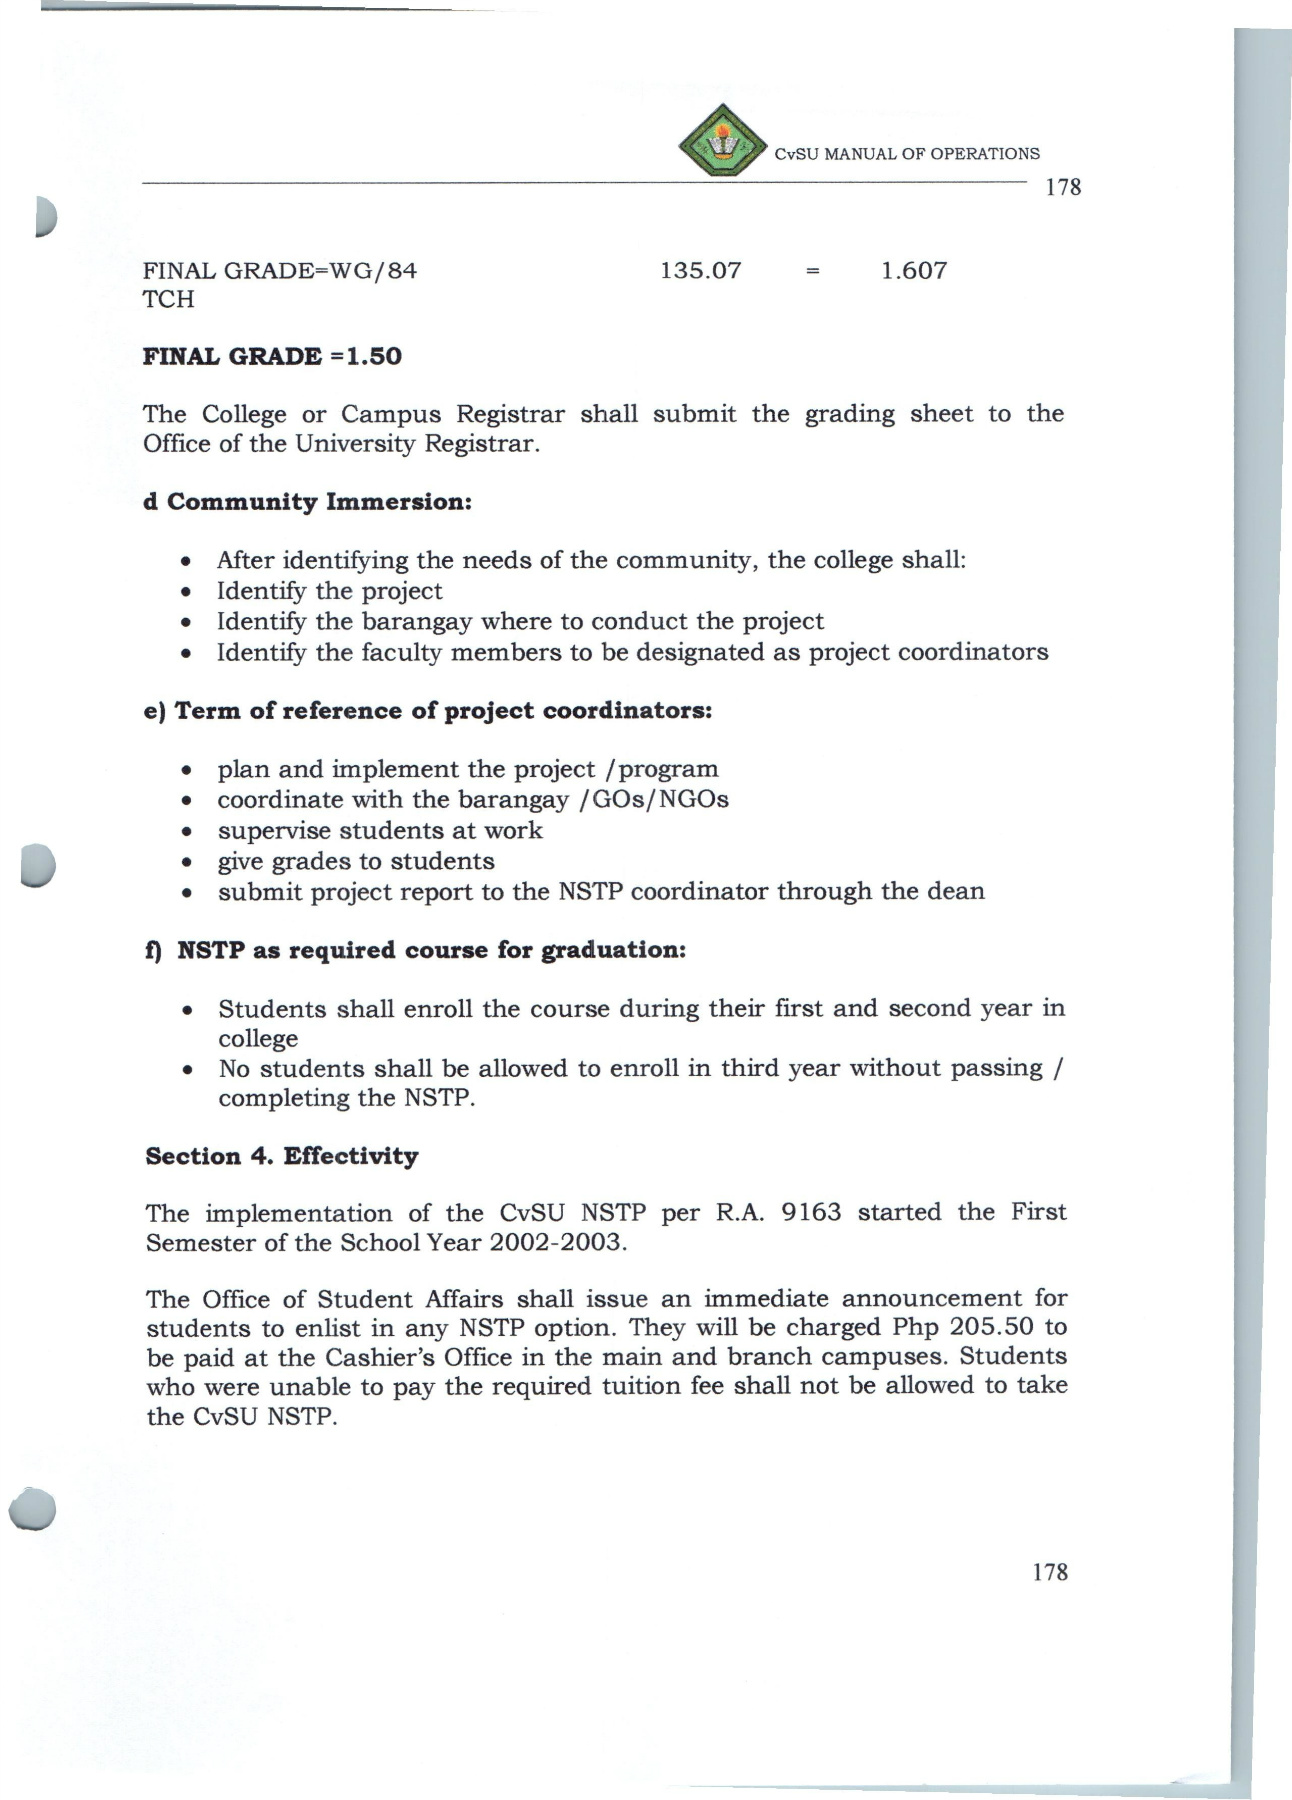 CvSU MANUAL OF OPERATIONS
178
FINAL GRADE=WG/84 135.07 = 1.607
TCH
FINAL GRADE =1.50
The College or Campus Registrar shall submit the grading sheet to the
Office of the University Registrar.
d Community Immersion:
• After identifying the needs of the community, the college shall:
• Identify the project
• Identify the barangay where to conduct the project
• Identify the faculty members to be designated as project coordinators
e) Term of reference of project coordinators:
• plan and implement the project /program
• coordinate with the barangay /GOs/NGOs
• supervise students at work
• give grades to students
• submit project report to the NSTP coordinator through the dean
f) NSTP as required course for graduation:
• Students shall enroll the course during their first and second year in
college
• No students shall be allowed to enroll in third year without passing /
completing the NSTP.
Section 4. Effectivity
The implementation of the CvSU NSTP per R.A. 9163 started the First
Semester of the School Year 2002-2003.
The Office of Student Affairs shall issue an immediate announcement for
students to enlist in any NSTP option. They will be charged Php 205.50 to
be paid at the Cashier's Office in the main and branch campuses. Students
who were unable to pay the required tuition fee shall not be allowed to take
the CvSU NSTP.
178